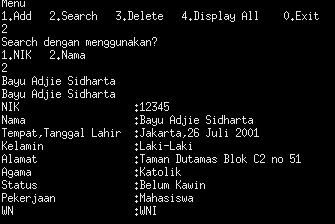 Menu
1.Add 2.Search 3.Delete 4.Display All 0.Exit
2
Search dengan menggunakan?
1.NIK 2.Nama
2
Bayu Adjie Sidharta
Bayu Adjie Sidharta
NIK :12345
Nama :Bayu Adjie Sidharta
Tempat,Tanggal Lahir :Jakarta,26 Juli 2001
Kelamin :Laki-Laki
Alamat :Taman Dutamas Blok C2 no 51
Agama :Katolik
Status :Belum Kawin
Pekerjaan :Mahasiswa
WN :WNI